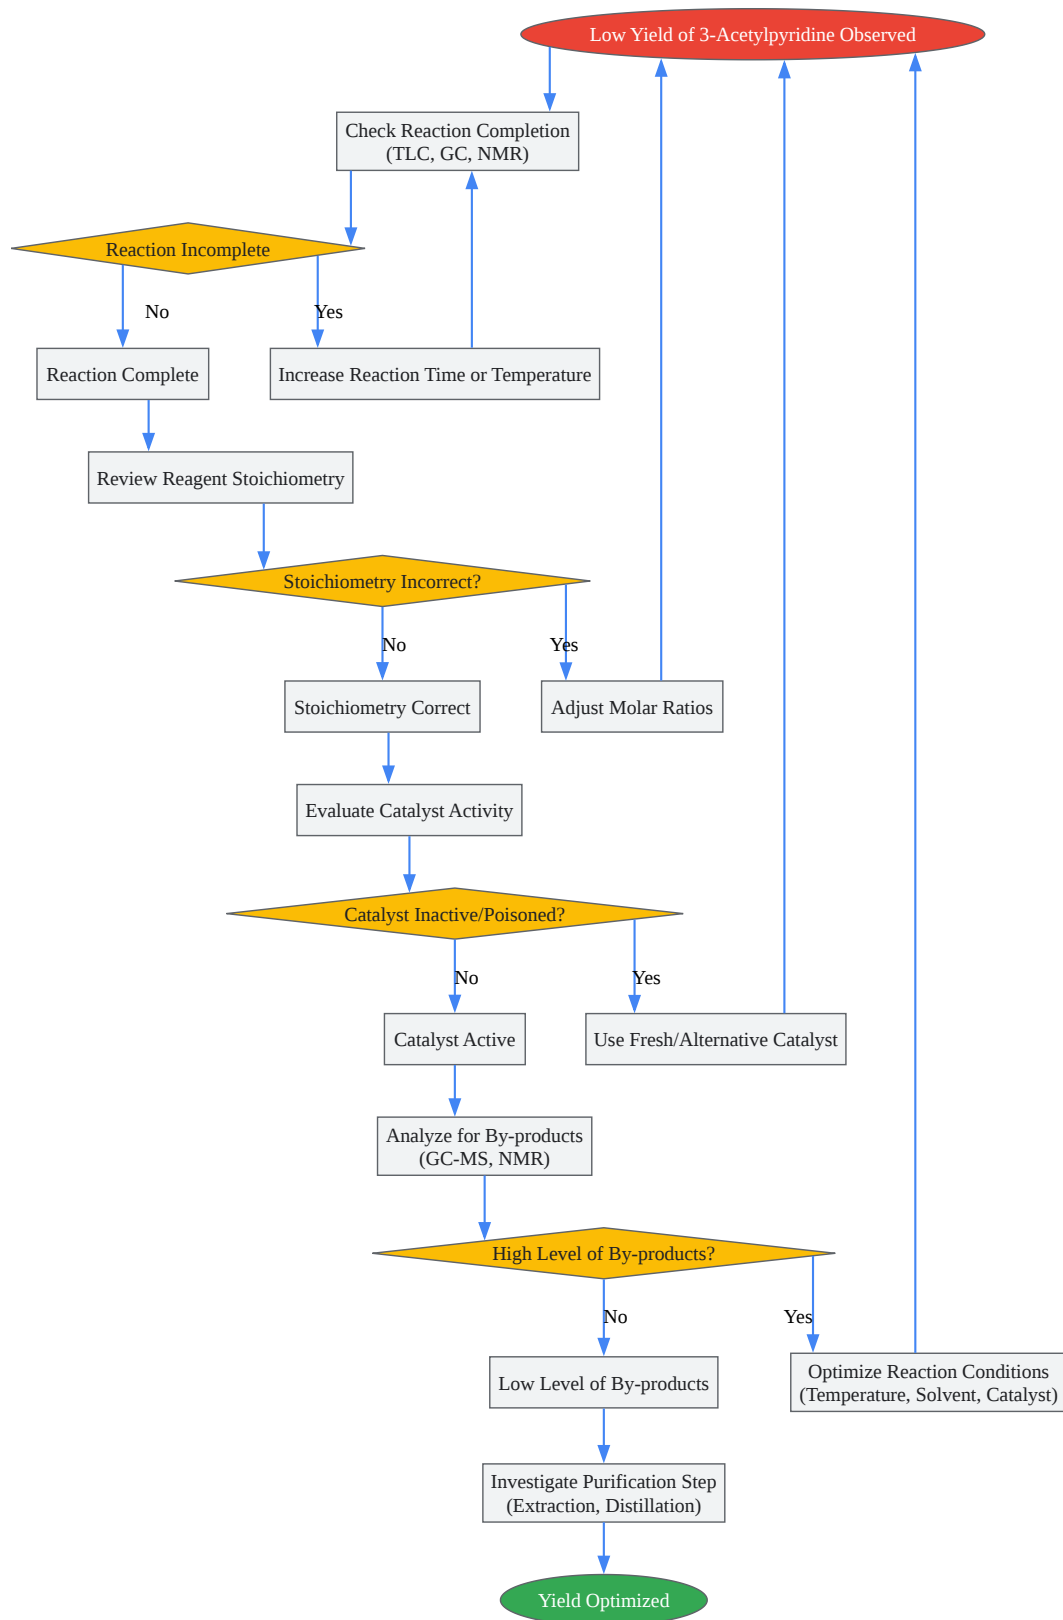 Low Yield of 3-Acetylpyridine Observed
Check Reaction Completion
(TLC, GC, NMR)
Reaction Incomplete
No
Yes
Reaction Complete
Increase Reaction Time or Temperature
Review Reagent Stoichiometry
Stoichiometry Incorrect?
No
Yes
Stoichiometry Correct
Adjust Molar Ratios
Evaluate Catalyst Activity
Catalyst Inactive/Poisoned?
No
Yes
Catalyst Active
Use Fresh/Alternative Catalyst
Analyze for By-products
(GC-MS, NMR)
High Level of By-products?
No
Yes
Low Level of By-products
Optimize Reaction Conditions
(Temperature, Solvent, Catalyst)
Investigate Purification Step
(Extraction, Distillation)
Yield Optimized